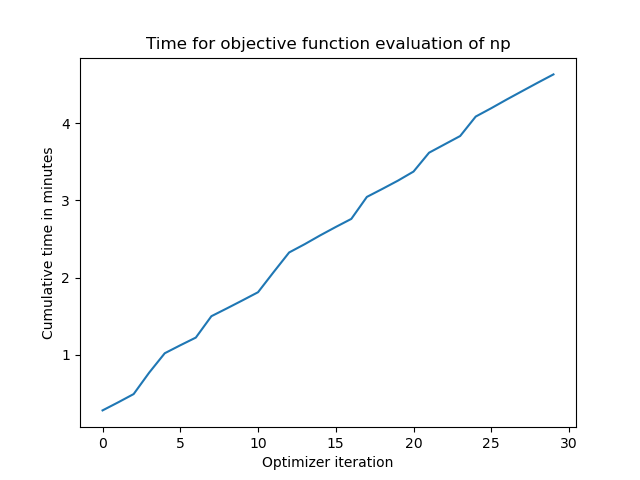 Time for objective function evaluation of np
Cumulative time in minutes
4
3
2
1
0 5 10 15 20 25 30
Optimizer iteration